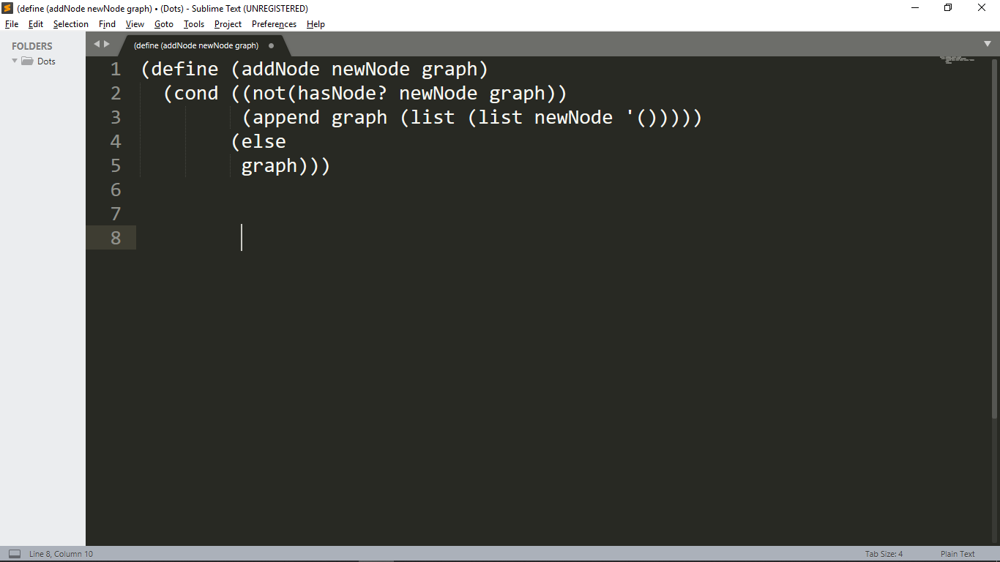 (define (addNode newNode graph) • (Dots) - Sublime Text (UNREGISTERED)
File Edit Selection Find View Goto Tools Project Preferences Help
FOLDERS
Dots
(define (addNode newNode graph)
1 (define (addNode newNode graph)
2 (cond ((not(hasNode? newNode graph))
3 (append graph (list (list newNode '()))))
4 (else
5 graph)))
6
7
8
Line 8, Column 10
Tab Size: 4
Plain Text